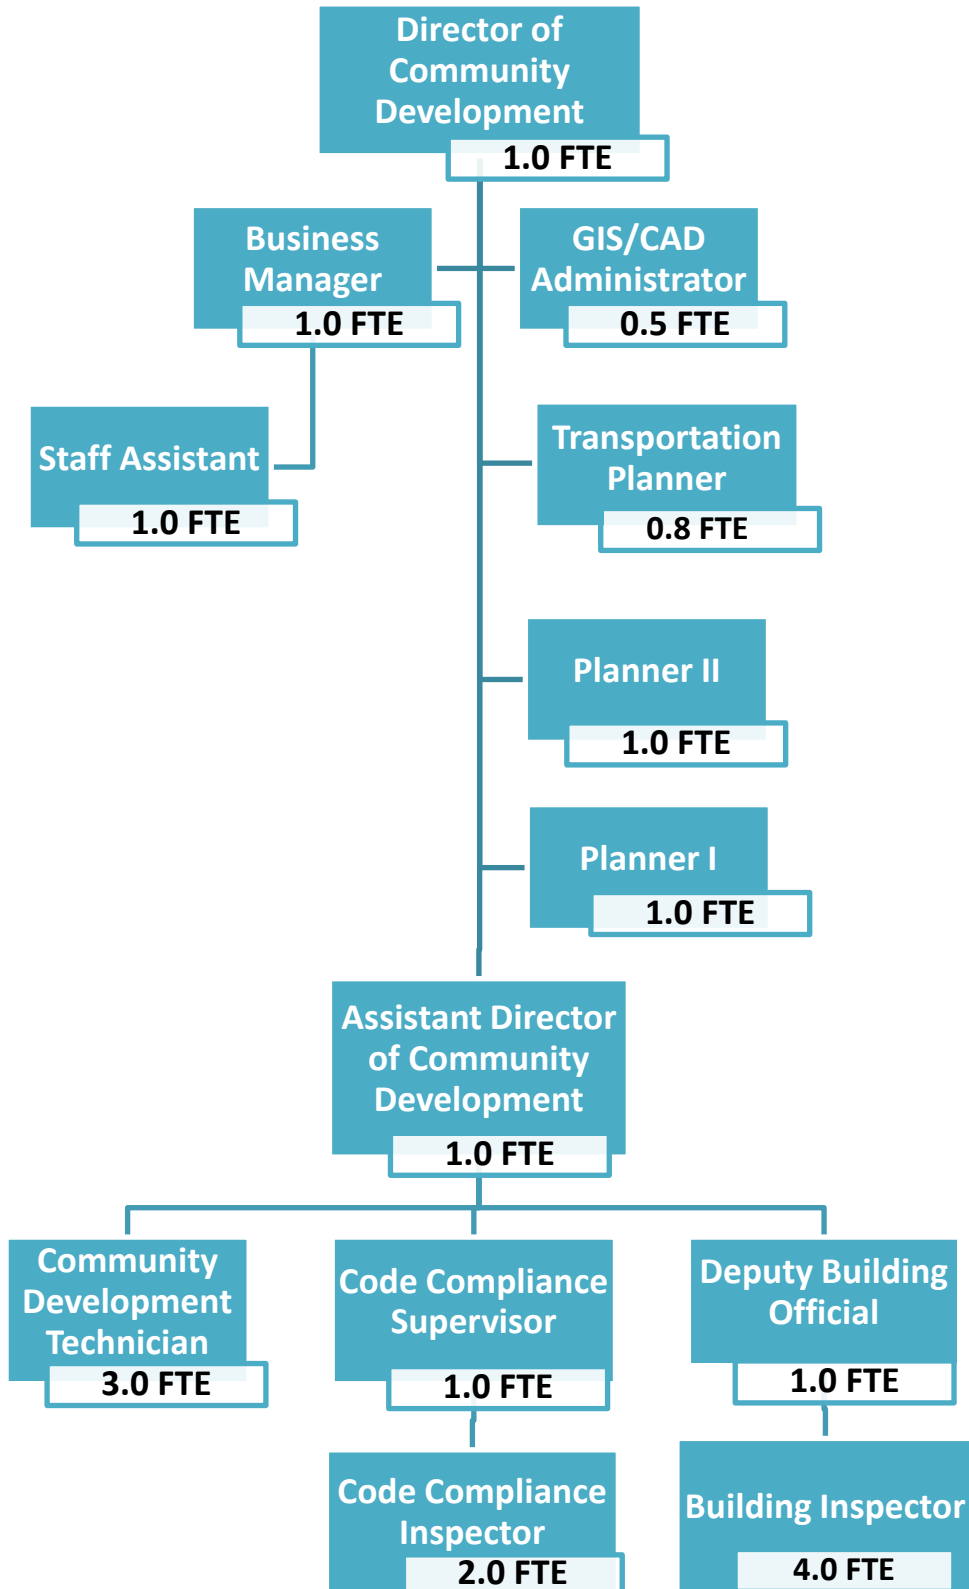 Director of
Community
Development
1.0 FTE
Business
Manager
1.0 FTE
GIS/CAD
Administrator
0.5 FTE
Staff Assistant
1.0 FTE
Transportation
Planner
0.8 FTE
Planner II
1.0 FTE
Planner I
1.0 FTE
Assistant Director
of Community
Development
1.0 FTE
Community
Development
Technician
3.0 FTE
Code Compliance
Supervisor
1.0 FTE
Deputy Building
Official
1.0 FTE
Code Compliance
Inspector
2.0 FTE
Building Inspector
4.0 FTE